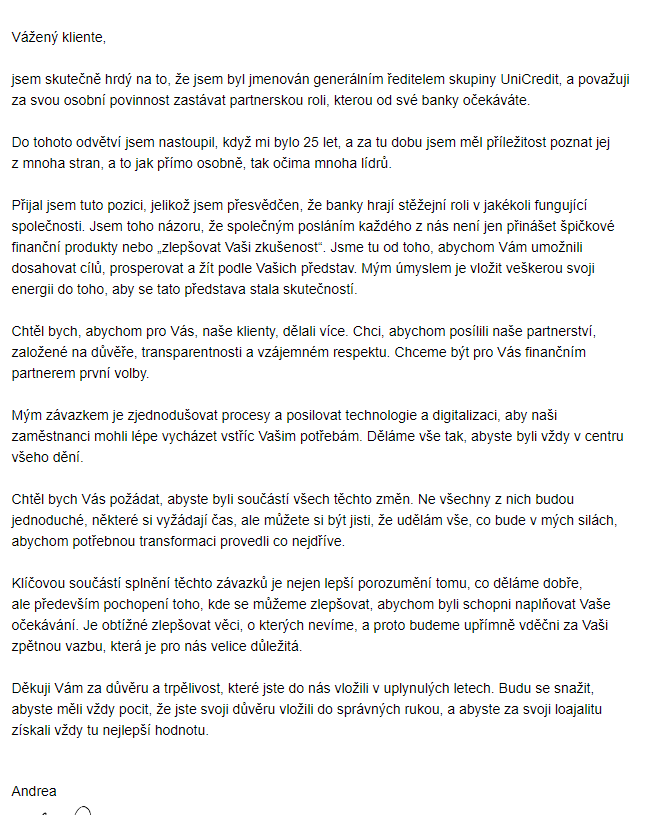 Vážený kliente,
jsem skutečně hrdý na to, že jsem byl jmenován generálním ředitelem skupiny UniCredit, a považuji
za svou osobní povinnost zastávat partnerskou roli, kterou od své banky očekáváte.
Do tohoto odvětví jsem nastoupil, když mi bylo 25 let, a za tu dobu jsem měl příležitost poznat jej
z mnoha stran, a to jak přímo osobně, tak očima mnoha lídrů.
Přijal jsem tuto pozici, jelikož jsem přesvědčen, že banky hrají stěžejní roli v jakékoli fungující
společnosti. Jsem toho názoru, že společným posláním každého z nás není jen přinášet špičkové
finanční produkty nebo „zlepšovat Vaši zkušenost“. Jsme tu od toho, abychom Vám umožnili
dosahovat cílů, prosperovat a žít podle Vašich představ. Mým úmyslem je vložit veškerou svoji
energii do toho, aby se tato představa stala skutečností.
Chtěl bych, abychom pro Vás, naše klienty, dělali více. Chci, abychom posílili naše partnerství,
založené na důvěře, transparentnosti a vzájemném respektu. Chceme být pro Vás finančním
partnerem první volby.
Mým závazkem je zjednodušovat procesy a posilovat technologie a digitalizaci, aby naši
zaměstnanci mohli lépe vycházet vstříc Vašim potřebám. Děláme vše tak, abyste byli vždy v centru
všeho dění.
Chtěl bych Vás požádat, abyste byli součástí všech těchto změn. Ne všechny z nich budou
jednoduché, některé si vyžádají čas, ale můžete si být jisti, že udělám vše, co bude v mých silách,
abychom potřebnou transformaci provedli co nejdříve.
Klíčovou součástí splnění těchto závazků je nejen lepší porozumění tomu, co děláme dobře,
ale především pochopení toho, kde se můžeme zlepšovat, abychom byli schopni naplňovat Vaše
očekávání. Je obtížné zlepšovat věci, o kterých nevíme, a proto budeme upřímně vděčni za Vaši
zpětnou vazbu, která je pro nás velice důležitá.
Děkuji Vám za důvěru a trpělivost, které jste do nás vložili v uplynulých letech. Budu se snažit,
abyste měli vždy pocit, že jste svoji důvěru vložili do správných rukou, a abyste za svoji loajalitu
získali vždy tu nejlepší hodnotu.
Andrea